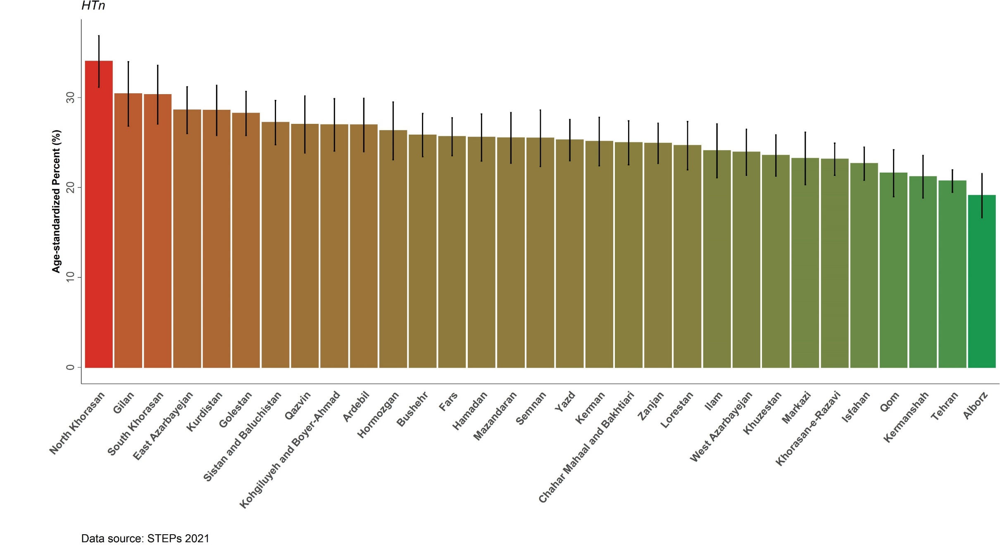 HTn
Age-standardized Percent (%)
30
20
10
0
North Khorasan
Gilan
South Khorasan
East Azarbayejan
Kurdistan
Golestan
Sistan and Baluchistan
Qazvin
Kohgiluyeh and Boyer-Ahmad
Ardebil
Hormozgan
Bushehr
Fars
Hamadan
Mazandaran
Semnan
Yazd
Kerman
Chahar Mahaal and Bakhtiari
Zanjan
Lorestan
Ilam
West Azarbayejan
Khuzestan
Markazi
Khorasan-e-Razavi
Isfahan
Qom
Kermanshah
Tehran
Alborz
Data source: STEPs 2021